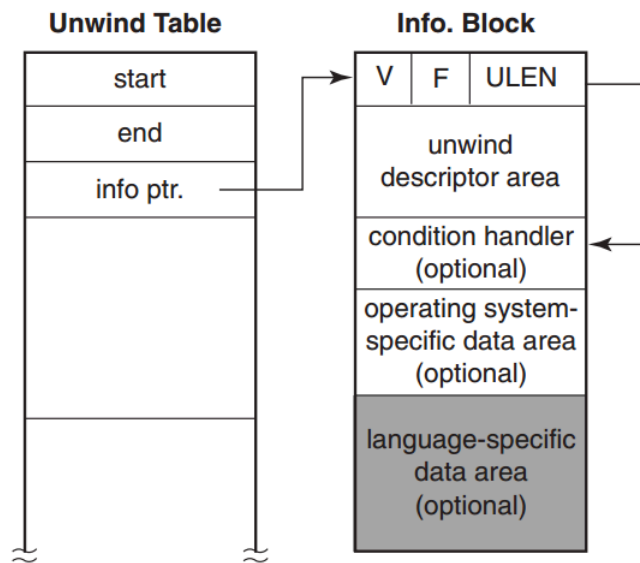 Unwind Table
start
end
info ptr.
Info. Block
V F ULEN
unwind
descriptor area
condition handler
(optional)
operating system-
specific data area
(optional)
language-specific
data area
(optional)